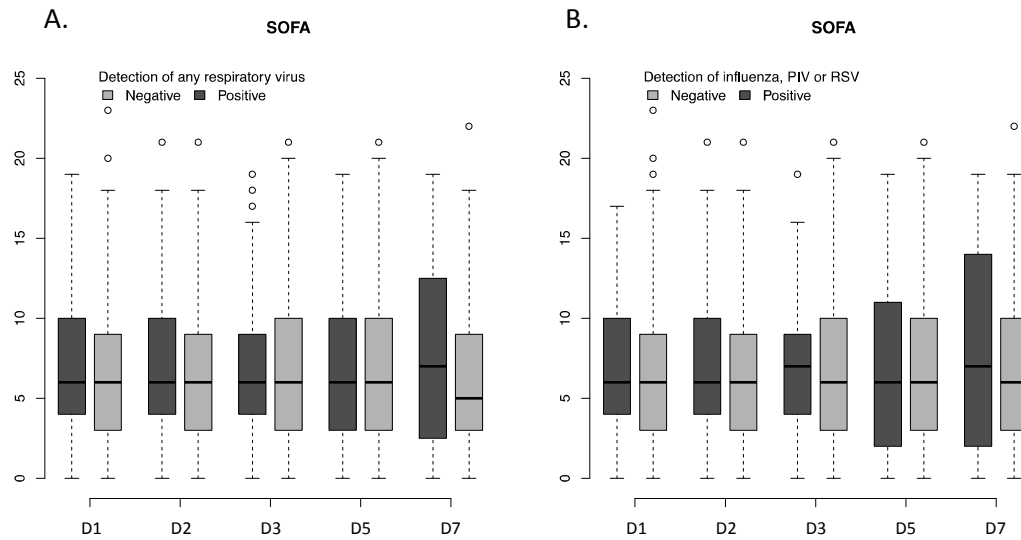 A.
SOFA
Detection of any respiratory virus
Negative Positive
25
20
15
10
5
0
D1 D2 D3 D5 D7
B.
SOFA
Detection of influenza, PIV or RSV
Negative Positive
25
20
15
10
5
0
D1 D2 D3 D5 D7